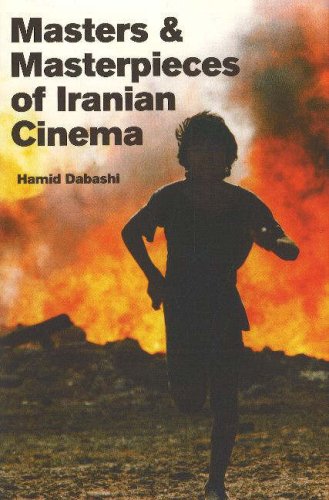 Masters &
Masterpieces
of Iranian
Cinema
Hamid Dabashi